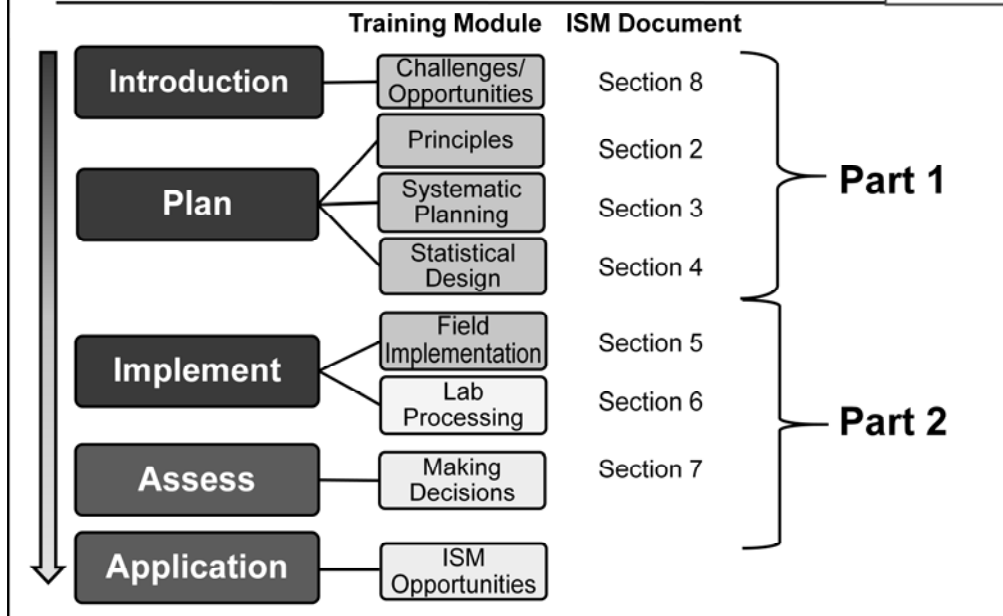 Training Module ISM Document
Introduction
Challenges/
Opportunities
Section 8
Plan
Principles
Section 2
Systematic
Planning
Section 3
Statistical
Design
Section 4
Part 1
Implement
Field
Implementation
Section 5
Lab
Processing
Section 6
Assess
Making
Decisions
Section 7
Part 2
Application
ISM
Opportunities